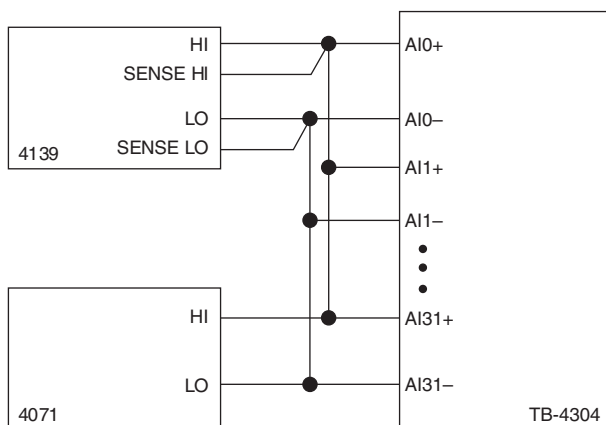 HI
SENSE HI
LO
SENSE LO
4139
HI
LO
4071
AI0+
AI0–
AI1+
AI1–
AI31+
AI31–
TB-4304